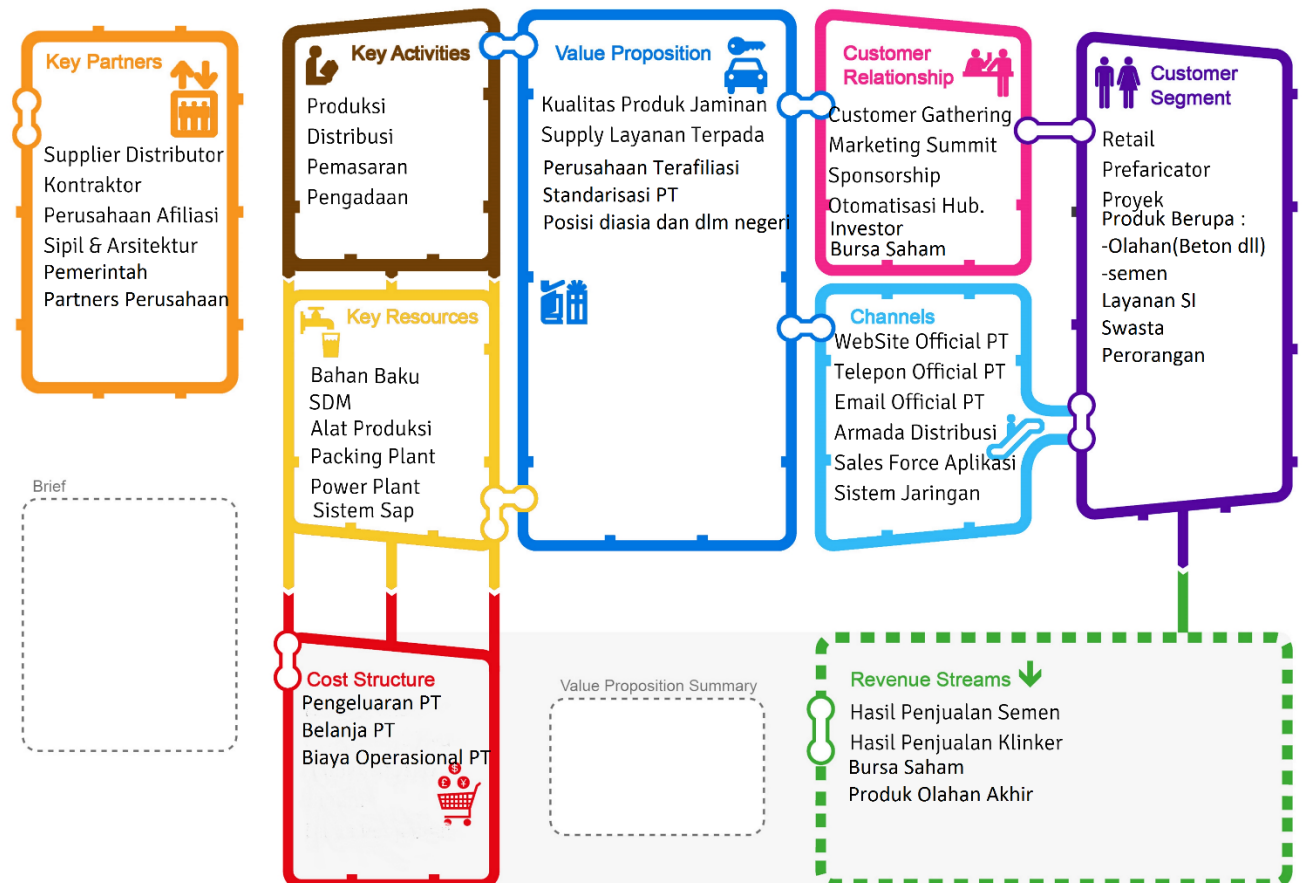 Key Partners
Supplier Distributor
Kontraktor
Perusahaan Afiliasi
Sipil & Arsitektur
Pemerintah
Partners Perusahaan
Key Activities
Produksi
Distribusi
Pemasaran
Pengadaan
Key Resources
Bahan Baku
SDM
Alat Produksi
Packing Plant
Power Plant
Sistem Sap
Value Proposition
Kualitas Produk Jaminan
Supply Layanan Terpada
Perusahaan Terafiliasi
Standarisasi PT
Posisi diasia dan dlm negeri
Customer
Relationship
Customer Gathering
Marketing Summit
Sponsorship
Otomatisasi Hub.
Investor
Bursa Saham
Channels
WebSite Official PT
Telepon Official PT
Email Official PT
Armada Distribusi
Sales Force Aplikasi
Sistem Jaringan
Customer
Segment
Retail
Prefaricator
Proyek
Produk Berupa :
-Olahan(Beton dll)
-semen
Layanan SI
Swasta
Perorangan
Brief
Cost Structure
Pengeluaran PT
Belanja PT
Biaya Operasional PT
$
£ ¥
Value Proposition Summary
Revenue Streams
Hasil Penjualan Semen
Hasil Penjualan Klinker
Bursa Saham
Produk Olahan Akhir